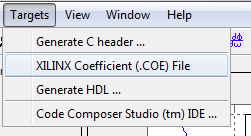 Targets View Window Help
Generate C header ...
XILINX Coefficient (.COE) File
Generate HDL ...
Code Composer Studio (tm) IDE ...